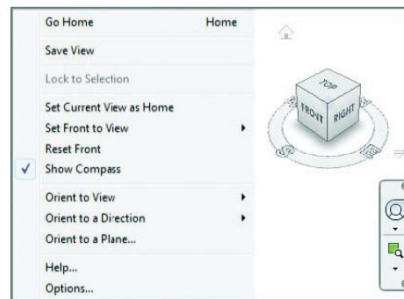 Go Home Home
Save View
Lock to Selection
Set Current View as Home
Set Front to View
Reset Front
Show Compass
Orient to View
Orient to a Direction
Orient to a Plane...
Help...
Options...
TOP
FRONT RIGHT